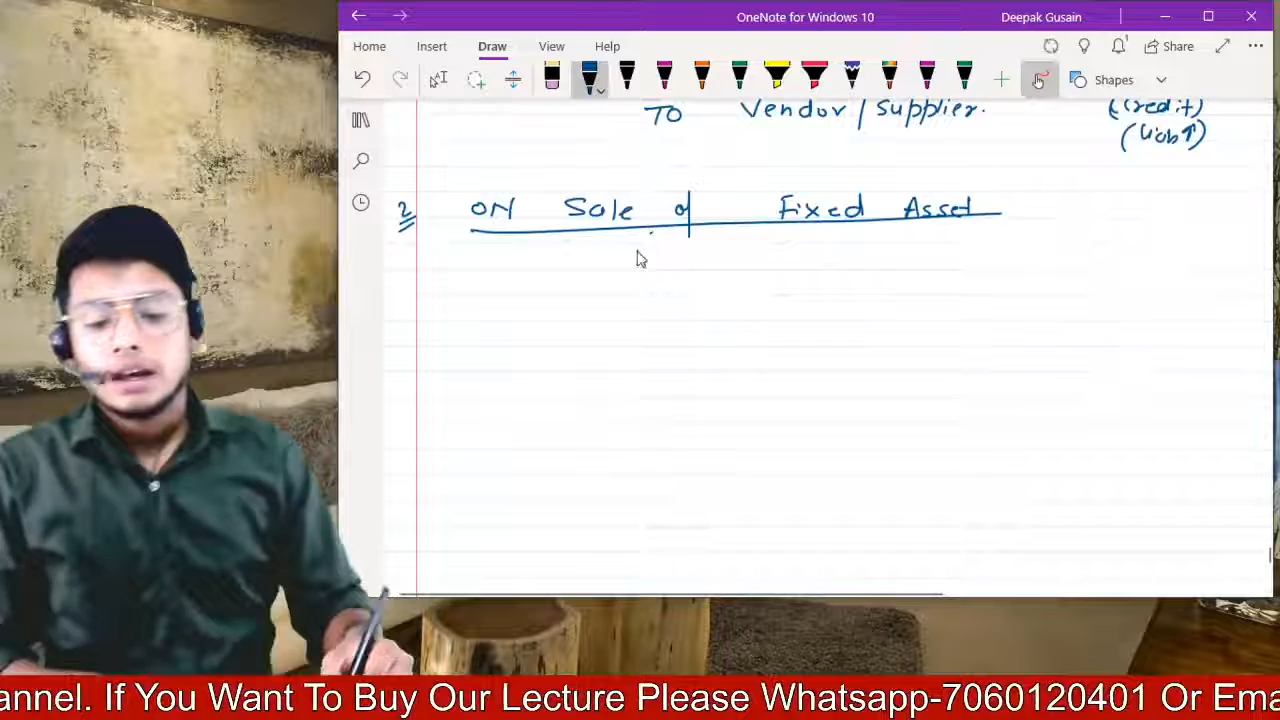 OneNote for Windows 10
Deepak Gusain
Home Insert Draw View Help
Share
Shapes
TO Vendor / Supplier. (Credit)
(Liab↑)
2 ON Sale of Fixed Asset
annel. If You Want To Buy Our Lecture Please Whatsapp-7060120401 Or Ema